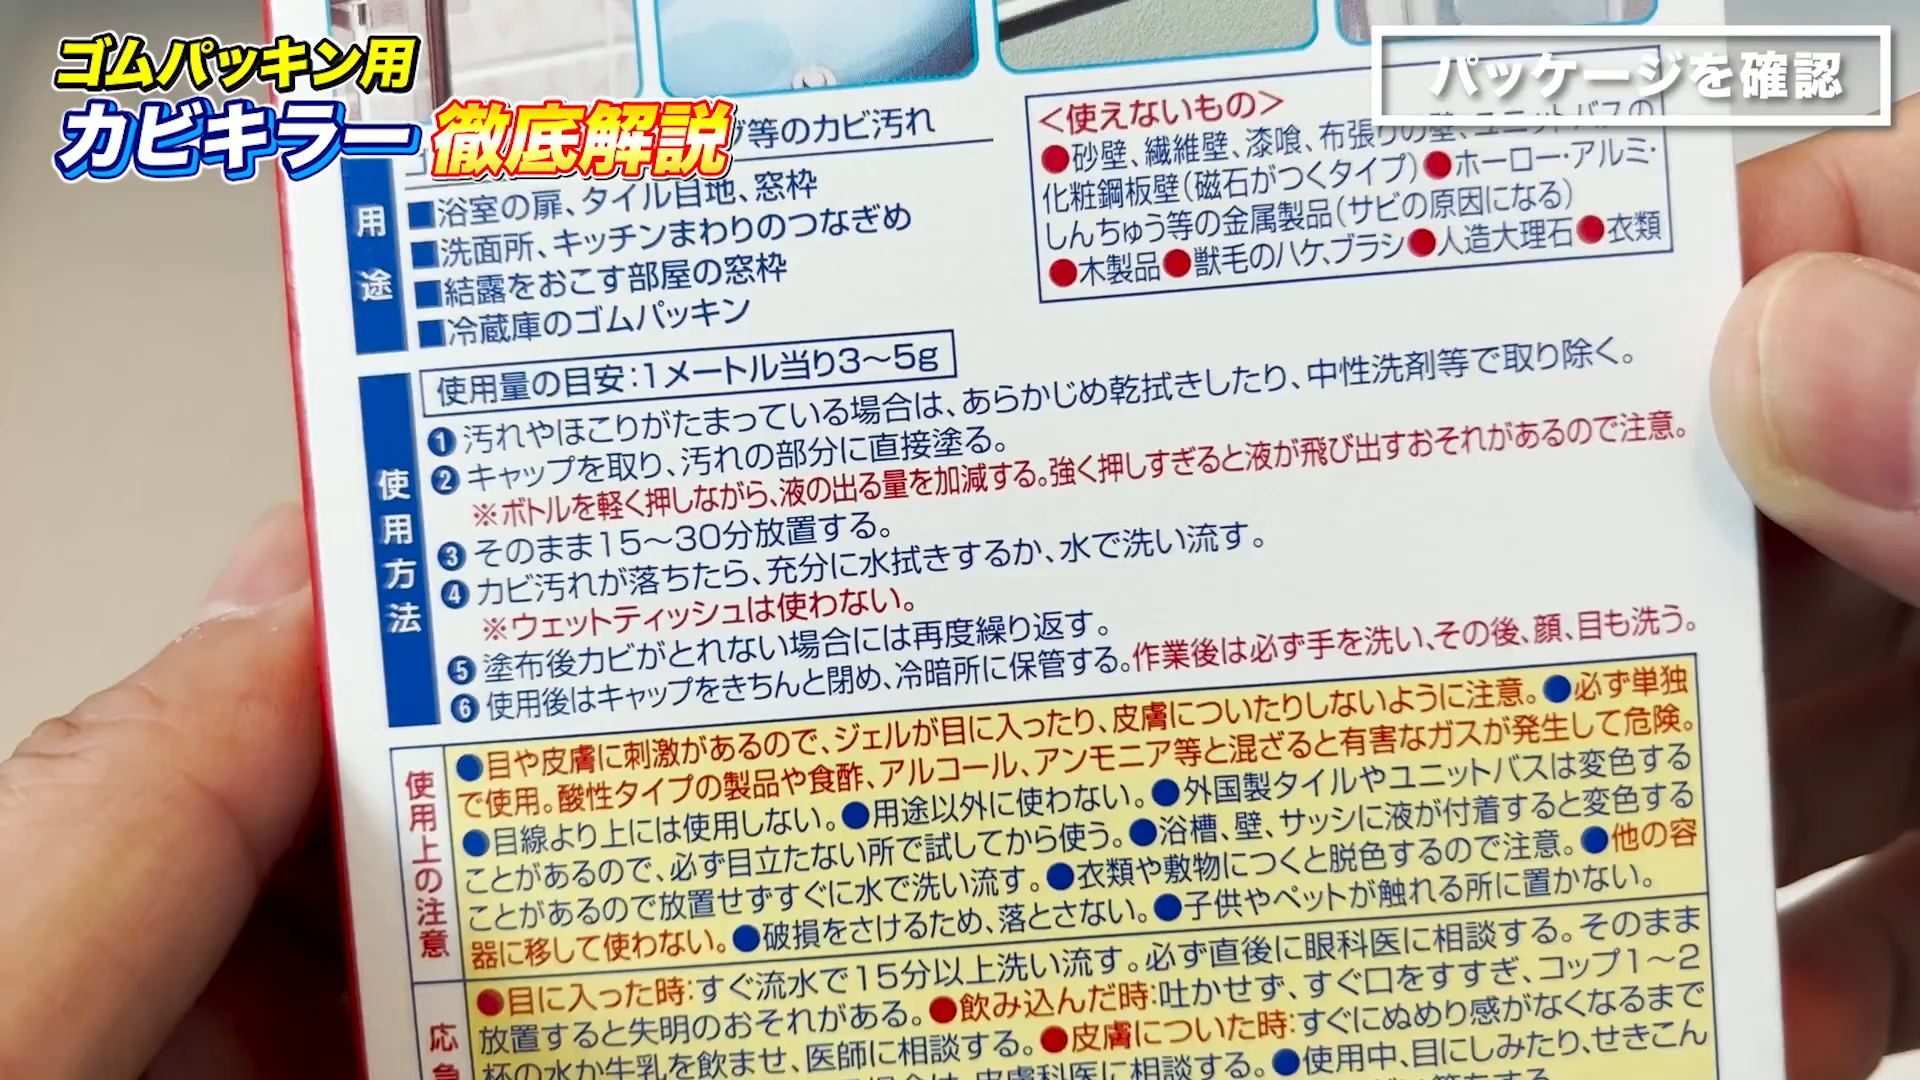 ゴムパッキン用
カビキラー 徹底解説
パッケージを確認
等のカビ汚れ
用途
■浴室の扉、タイル目地、窓枠
■洗面所、キッチンまわりのつなぎめ
■結露をおこす部屋の窓枠
■冷蔵庫のゴムパッキン
＜使えないもの＞
●砂壁、繊維壁、漆喰、布張りの壁、ユニットバスの
化粧鋼板壁(磁石がつくタイプ)●ホーロー・アルミ・
しんちゅう等の金属製品(サビの原因になる)
●木製品●獣毛のハケ、ブラシ●人造大理石●衣類
使用方法
使用量の目安：1メートル当り3〜5g
❶汚れやほこりがたまっている場合は、あらかじめ乾拭きしたり、中性洗剤等で取り除く。
❷キャップを取り、汚れの部分に直接塗る。
※ボトルを軽く押しながら、液の出る量を加減する。強く押しすぎると液が飛び出すおそれがあるので注意。
❸そのまま15〜30分放置する。
❹カビ汚れが落ちたら、充分に水拭きするか、水で洗い流す。
※ウェットティッシュは使わない。
❺塗布後カビがとれない場合には再度繰り返す。
❻使用後はキャップをきちんと閉め、冷暗所に保管する。作業後は必ず手を洗い、その後、顔、目も洗う。
使用上の注意
●目や皮膚に刺激があるので、ジェルが目に入ったり、皮膚についたりしないように注意。●必ず単独
で使用。酸性タイプの製品や食酢、アルコール、アンモニア等と混ざると有害なガスが発生して危険。
●目線より上には使用しない。●用途以外に使わない。●外国製タイルやユニットバスは変色する
ことがあるので、必ず目立たない所で試してから使う。●浴槽、壁、サッシに液が付着すると変色する
ことがあるので放置せずすぐに水で洗い流す。●衣類や敷物につくと脱色するので注意。●他の容
器に移して使わない。●破損をさけるため、落とさない。●子供やペットが触れる所に置かない。
応急
●目に入った時：すぐ流水で15分以上洗い流す。必ず直後に眼科医に相談する。そのまま
放置すると失明のおそれがある。●飲み込んだ時：吐かせず、すぐ口をすすぎ、コップ1〜2
杯の水か牛乳を飲ませ、医師に相談する。●皮膚についた時：すぐにぬめり感がなくなるまで
皮膚科医に相談する。●使用中、目にしみたり、せきこん